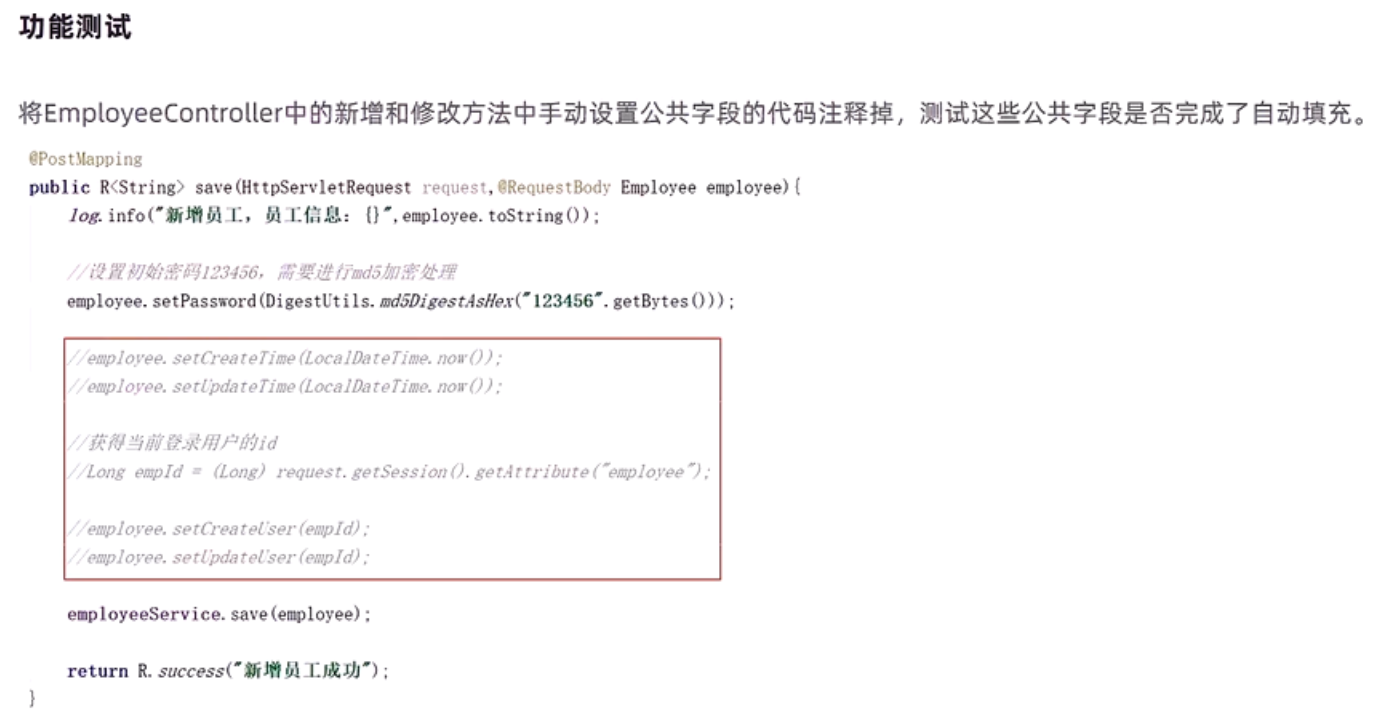 功能测试
将EmployeeController中的新增和修改方法中手动设置公共字段的代码注释掉，测试这些公共字段是否完成了自动填充。
@PostMapping
public R<String> save(HttpServletRequest request,@RequestBody Employee employee){
log.info("新增员工，员工信息：{}",employee.toString());
//设置初始密码123456，需要进行md5加密处理
employee.setPassword(DigestUtils.md5DigestAsHex("123456".getBytes()));
//employee.setCreateTime(LocalDateTime.now());
//employee.setUpdateTime(LocalDateTime.now());
//获得当前登录用户的id
//Long empId = (Long) request.getSession().getAttribute("employee");
//employee.setCreateUser(empId);
//employee.setUpdateUser(empId);
employeeService.save(employee);
return R.success("新增员工成功");
}